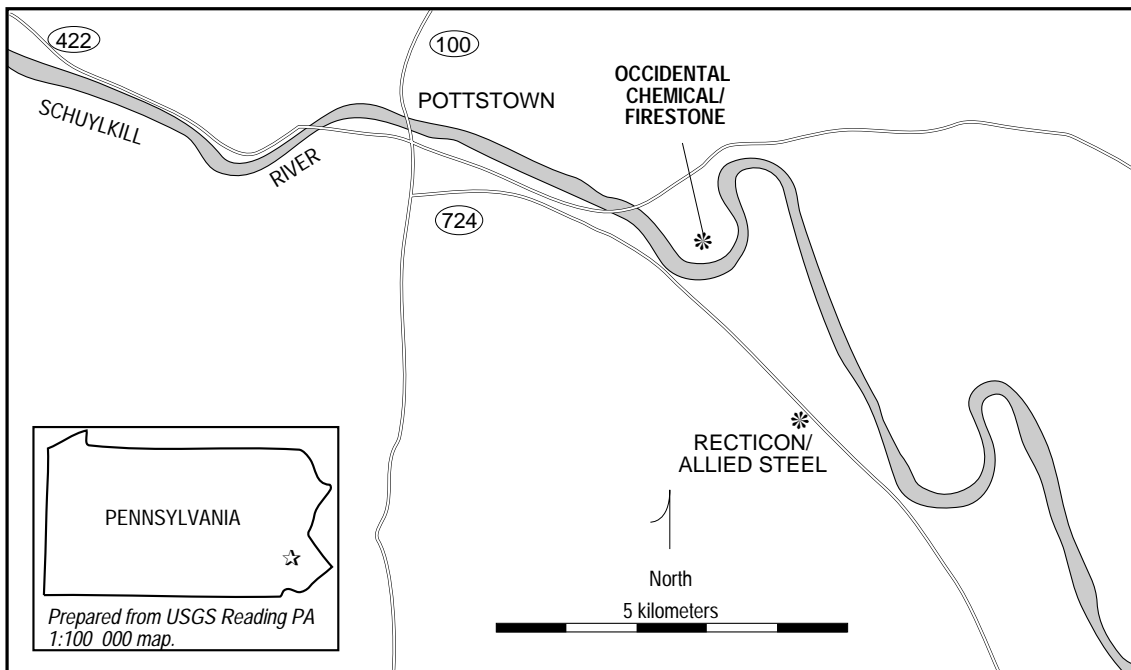 422
100
OCCIDENTAL
CHEMICAL/
FIRESTONE
POTTSTOWN
SCHUYLKILL
RIVER
724
RECTICON/
ALLIED STEEL
PENNSYLVANIA
North
5 kilometers
Prepared from USGS Reading PA
1:100 000 map.